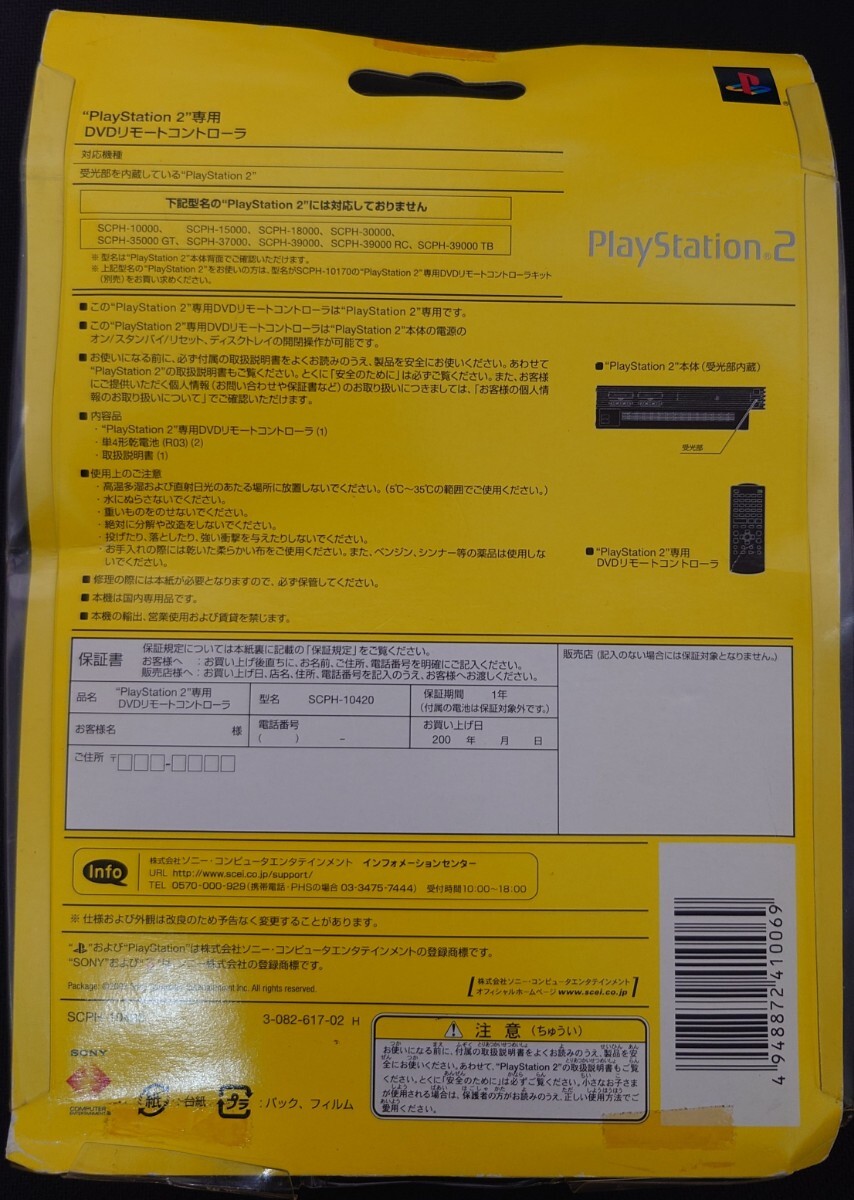 "PlayStation 2"専用
DVDリモートコントローラ
対応機種
受光部を内蔵している"PlayStation 2"
下記型名の"PlayStation 2"には対応しておりません
SCPH-10000、 SCPH-15000、SCPH-18000、SCPH-30000、
SCPH-35000 GT、SCPH-37000、SCPH-39000、SCPH-39000 RC、SCPH-39000 TB
※ 型名は"PlayStation 2"本体背面でご確認いただけます。
※ 上記型名の"PlayStation 2"をお使いの方は、型名がSCPH-10170の"PlayStation 2"専用DVDリモートコントローラキット
(別売)をお買い求めください。
PlayStation®2
■ この"PlayStation 2"専用DVDリモートコントローラは"PlayStation 2"専用です。
■ この"PlayStation 2"専用DVDリモートコントローラは"PlayStation 2"本体の電源の
オン/スタンバイ/リセット、ディスクトレイの開閉操作が可能です。
■ お使いになる前に、必ず付属の取扱説明書をよくお読みのうえ、製品を安全にお使いください。あわせて
"PlayStation 2"の取扱説明書もご覧ください。とくに「安全のために」は必ずご覧ください。また、お客様
にご提供いただく個人情報(お問い合わせや保証書など)のお取り扱いにつきましては、「お客様の個人情
報のお取り扱いについて」でご確認いただけます。
■ 内容品
・"PlayStation 2"専用DVDリモートコントローラ (1)
・単4形乾電池 (R03) (2)
・取扱説明書 (1)
■ 使用上のご注意
・高温多湿および直射日光のあたる場所に放置しないでください。(5℃～35℃の範囲でご使用ください。)
・水にぬらさないでください。
・重いものをのせないでください。
・絶対に分解や改造をしないでください。
・投げたり、落としたり、強い衝撃を与えたりしないでください。
・お手入れの際には乾いた柔らかい布をご使用ください。また、ベンジン、シンナー等の薬品は使用しな
いでください。
■ 修理の際には本紙が必要となりますので、必ず保管してください。
■ 本機は国内専用品です。
■ 本機の輸出、営業使用および賃貸を禁じます。
■ "PlayStation 2"本体(受光部内蔵)
受光部
■ "PlayStation 2"専用
DVDリモートコントローラ
保証書
保証規定については本紙裏に記載の「保証規定」をご覧ください。
お客様へ :お買い上げ後直ちに、お名前、ご住所、電話番号を明確にご記入ください。
販売店様へ:お買い上げ日、店名、住所、電話番号を記入のうえ、お客様へお渡しください。
販売店(記入のない場合には保証対象となりません。)
品名 "PlayStation 2"専用
DVDリモートコントローラ
型名 SCPH-10420
保証期間 1年
(付属の電池は保証対象外です。)
お客様名 様
電話番号
( ) –
お買い上げ日
200 年 月 日
ご住所 〒□□□-□□□□
Info
株式会社ソニー・コンピュータエンタテインメント インフォメーションセンター
URL http://www.scei.co.jp/support/
TEL 0570-000-929(携帯電話・PHSの場合 03-3475-7444) 受付時間10:00～18:00
※ 仕様および外観は改良のため予告なく変更することがあります。
" "および"PlayStation"は株式会社ソニー・コンピュータエンタテインメントの登録商標です。
"SONY"および ソニー株式会社の登録商標です。
Package: Inc. All rights reserved.
株式会社ソニー・コンピュータエンタテインメント
オフィシャルホームページ www.scei.co.jp
3-082-617-02 H
SONY
COMPUTER
ENTERTAINMENT
紙 :台紙 プラ :パック、フィルム
⚠ 注意(ちゅうい)
お使いになる前に、付属の取扱説明書をよくお読みのうえ、製品を安
全にお使いください。あわせて、"PlayStation 2"の取扱説明書もご覧
ください。とくに「安全のために」は必ずご覧ください。小さなお子さま
が使用される場合は、保護者の方がお読みのうえ、正しい使用方法でご
愛用ください。
4 948872 410069